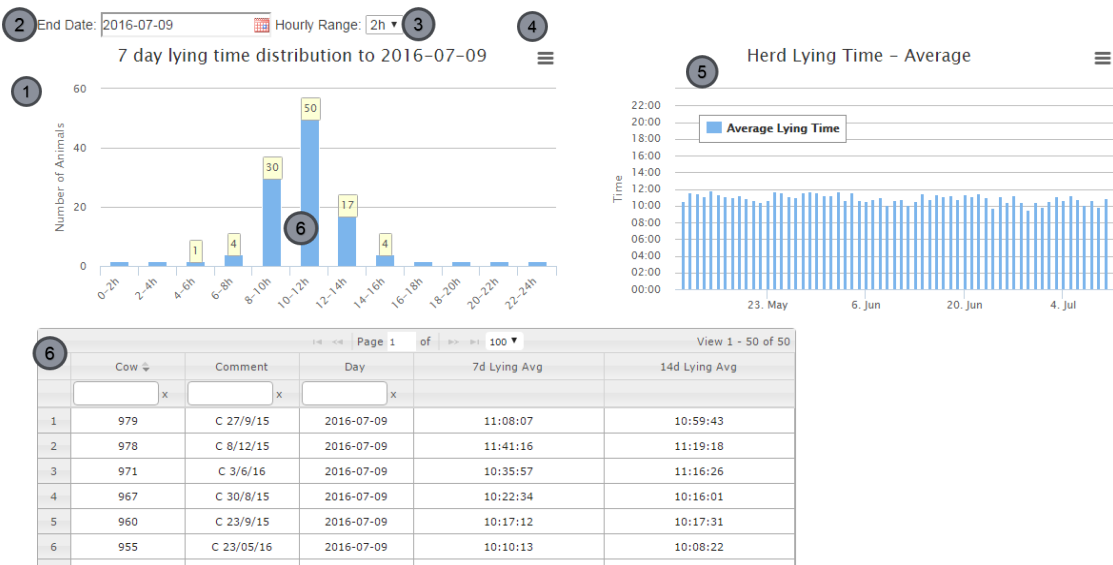 2 End Date: 2016-07-09 Hourly Range: 2h 3 4
7 day lying time distribution to 2016-07-09
1
Number of Animals
60
40
20
0
1
4
30
50
17
4
6
0-2h
2-4h
4-6h
6-8h
8-10h
10-12h
12-14h
14-16h
16-18h
18-20h
20-22h
22-24h
5
Herd Lying Time - Average
Average Lying Time
Time
22:00
20:00
18:00
16:00
14:00
12:00
10:00
08:00
06:00
04:00
02:00
00:00
23. May
6. Jun
20. Jun
4. Jul
6
Page 1 of 100 View 1 - 50 of 50
Cow Comment Day 7d Lying Avg 14d Lying Avg
x x x
1 979 C 27/9/15 2016-07-09 11:08:07 10:59:43
2 978 C 8/12/15 2016-07-09 11:41:16 11:19:18
3 971 C 3/6/16 2016-07-09 10:35:57 11:16:26
4 967 C 30/8/15 2016-07-09 10:22:34 10:16:01
5 960 C 23/9/15 2016-07-09 10:17:12 10:17:31
6 955 C 23/05/16 2016-07-09 10:10:13 10:08:22